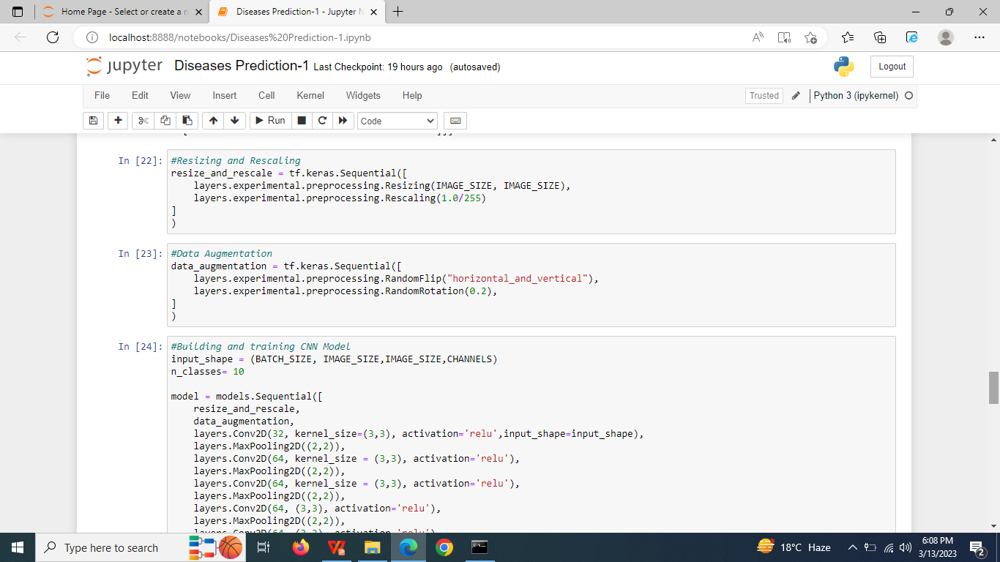 Home Page - Select or create a n
Diseases Prediction-1 - Jupyter N
localhost:8888/notebooks/Diseases%20Prediction-1.ipynb
jupyter Diseases Prediction-1 Last Checkpoint: 19 hours ago (autosaved)
Logout
File Edit View Insert Cell Kernel Widgets Help
Trusted
Python 3 (ipykernel)
Run
Code
In [22]:
#Resizing and Rescaling
resize_and_rescale = tf.keras.Sequential([
    layers.experimental.preprocessing.Resizing(IMAGE_SIZE, IMAGE_SIZE),
    layers.experimental.preprocessing.Rescaling(1.0/255)
]
)
In [23]:
#Data Augmentation
data_augmentation = tf.keras.Sequential([
    layers.experimental.preprocessing.RandomFlip("horizontal_and_vertical"),
    layers.experimental.preprocessing.RandomRotation(0.2),
]
)
In [24]:
#Building and training CNN Model
input_shape = (BATCH_SIZE, IMAGE_SIZE,IMAGE_SIZE,CHANNELS)
n_classes= 10
model = models.Sequential([
    resize_and_rescale,
    data_augmentation,
    layers.Conv2D(32, kernel_size=(3,3), activation='relu',input_shape=input_shape),
    layers.MaxPooling2D((2,2)),
    layers.Conv2D(64, kernel_size = (3,3), activation='relu'),
    layers.MaxPooling2D((2,2)),
    layers.Conv2D(64, kernel_size = (3,3), activation='relu'),
    layers.MaxPooling2D((2,2)),
    layers.Conv2D(64, (3,3), activation='relu'),
    layers.MaxPooling2D((2,2)),
    layers.Conv2D(64, (3,3), activation='relu'),
Type here to search
18°C Haze
6:08 PM
3/13/2023
2